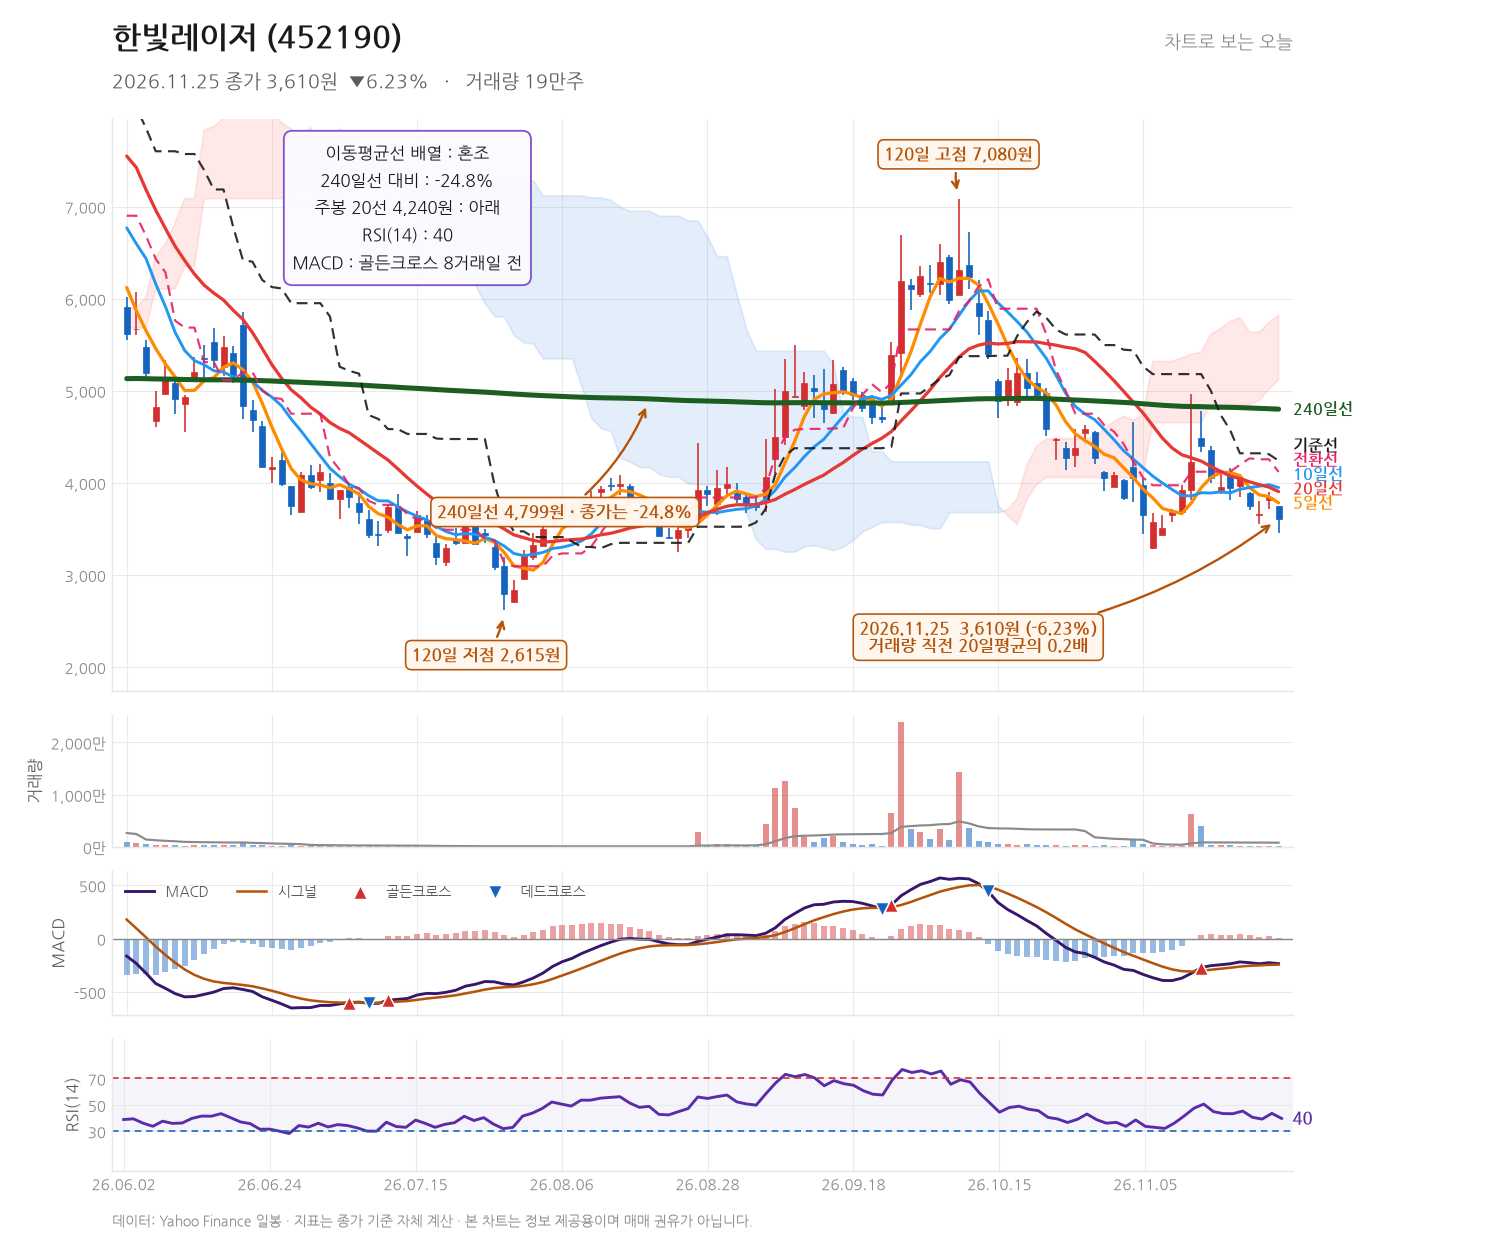 한빛레이저 (452190)
차트로 보는 오늘
2026.11.25 종가 3,610원 ▼6.23% · 거래량 19만주
이동평균선 배열 : 혼조
240일선 대비 : -24.8%
주봉 20선 4,240원 : 아래
RSI(14) : 40
MACD : 골든크로스 8거래일 전
120일 고점 7,080원
7,000
6,000
5,000
4,000
3,000
2,000
240일선
기준선
전환선
10일선
20일선
5일선
240일선 4,799원 · 종가는 -24.8%
120일 저점 2,615원
2026.11.25 3,610원 (-6.23%)
거래량 직전 20일평균의 0.2배
거래량
2,000만
1,000만
0만
MACD
500
0
-500
MACD
시그널
골든크로스
데드크로스
RSI(14)
70
50
30
40
26.06.02
26.06.24
26.07.15
26.08.06
26.08.28
26.09.18
26.10.15
26.11.05
데이터: Yahoo Finance 일봉 · 지표는 종가 기준 자체 계산 · 본 차트는 정보 제공용이며 매매 권유가 아닙니다.